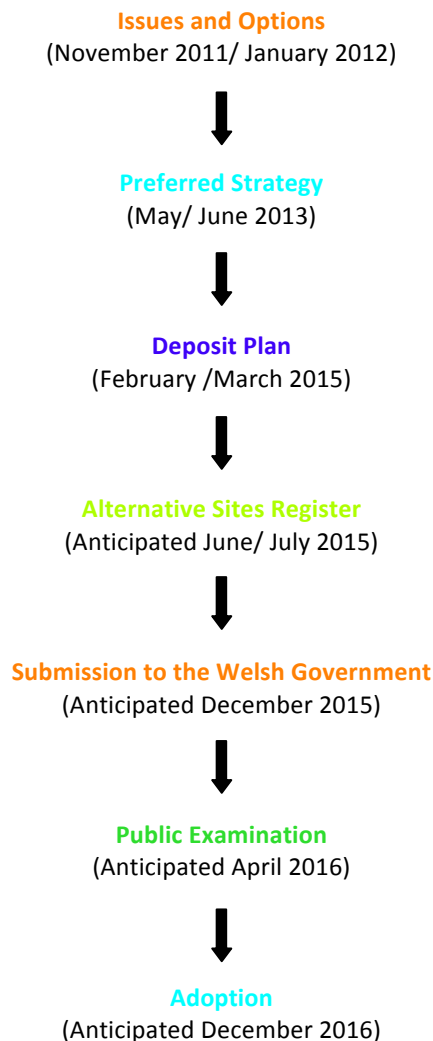 Issues and Options
(November 2011/ January 2012)
Preferred Strategy
(May/ June 2013)
Deposit Plan
(February /March 2015)
Alternative Sites Register
(Anticipated June/ July 2015)
Submission to the Welsh Government
(Anticipated December 2015)
Public Examination
(Anticipated April 2016)
Adoption
(Anticipated December 2016)